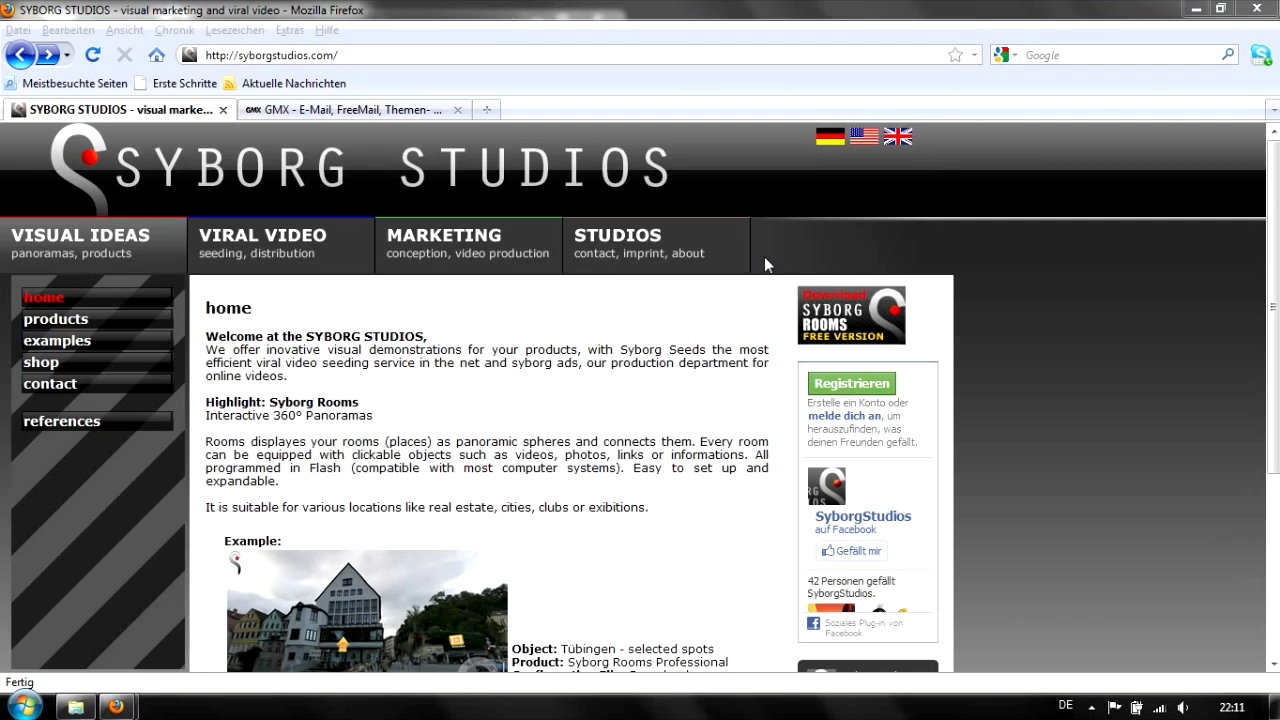 SYBORG STUDIOS - visual marketing and viral video - Mozilla Firefox
Datei Bearbeiten Ansicht Chronik Lesezeichen Extras Hilfe
http://syborgstudios.com/
Google
Meistbesuchte Seiten Erste Schritte Aktuelle Nachrichten
SYBORG STUDIOS - visual marke...
GMX - E-Mail, FreeMail, Themen- ...
SYBORG STUDIOS
VISUAL IDEAS
panoramas, products
VIRAL VIDEO
seeding, distribution
MARKETING
conception, video production
STUDIOS
contact, imprint, about
home
products
examples
shop
contact
references
home
Welcome at the SYBORG STUDIOS,
We offer inovative visual demonstrations for your products, with Syborg Seeds the most
efficient viral video seeding service in the net and syborg ads, our production department for
online videos.
Highlight: Syborg Rooms
Interactive 360° Panoramas
Rooms displayes your rooms (places) as panoramic spheres and connects them. Every room
can be equipped with clickable objects such as videos, photos, links or informations. All
programmed in Flash (compatible with most computer systems). Easy to set up and
expandable.
It is suitable for various locations like real estate, cities, clubs or exibitions.
Example:
Object: Tübingen - selected spots
Product: Syborg Rooms Professional
Download
SYBORG
ROOMS
FREE VERSION
Registrieren
Erstelle ein Konto oder
melde dich an, um
herauszufinden, was
deinen Freunden gefällt.
SyborgStudios
auf Facebook
Gefällt mir
42 Personen gefällt
SyborgStudios.
Soziales Plug-in von
Facebook
Fertig
DE
22:11